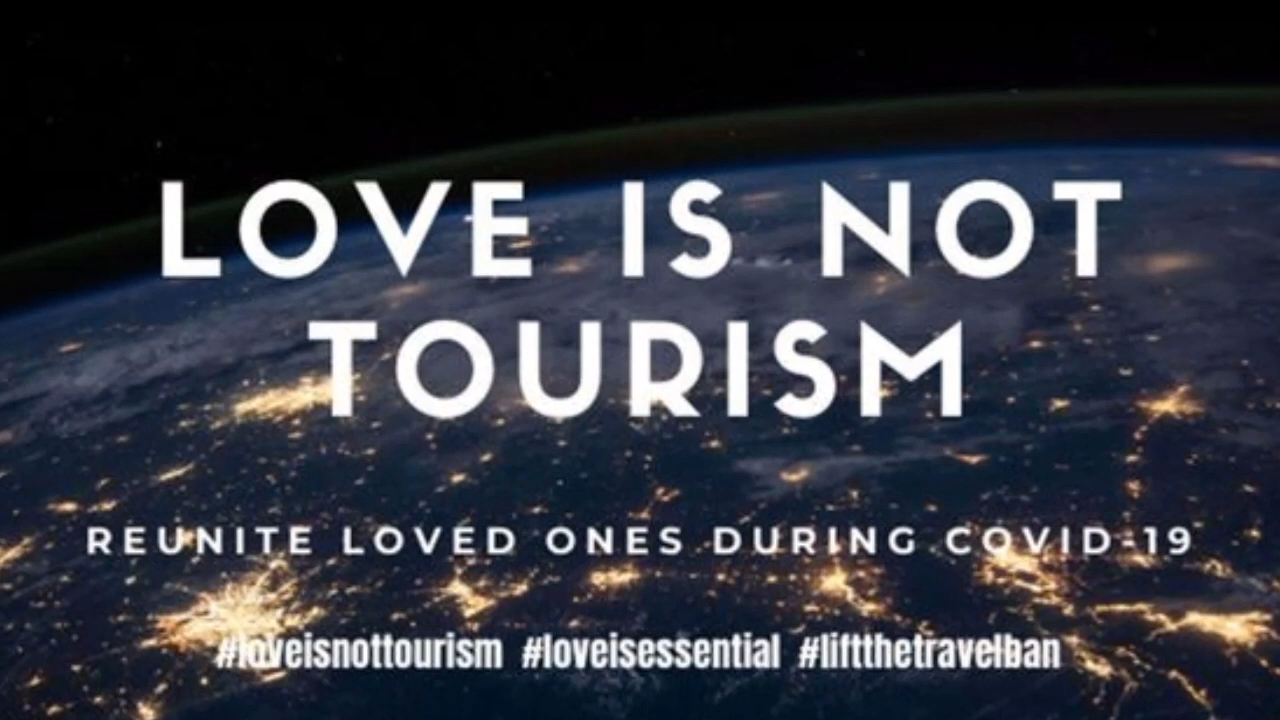 LOVE IS NOT
TOURISM
REUNITE LOVED ONES DURING COVID-19
#loveisnottourism #loveisessential #liftthetravelban